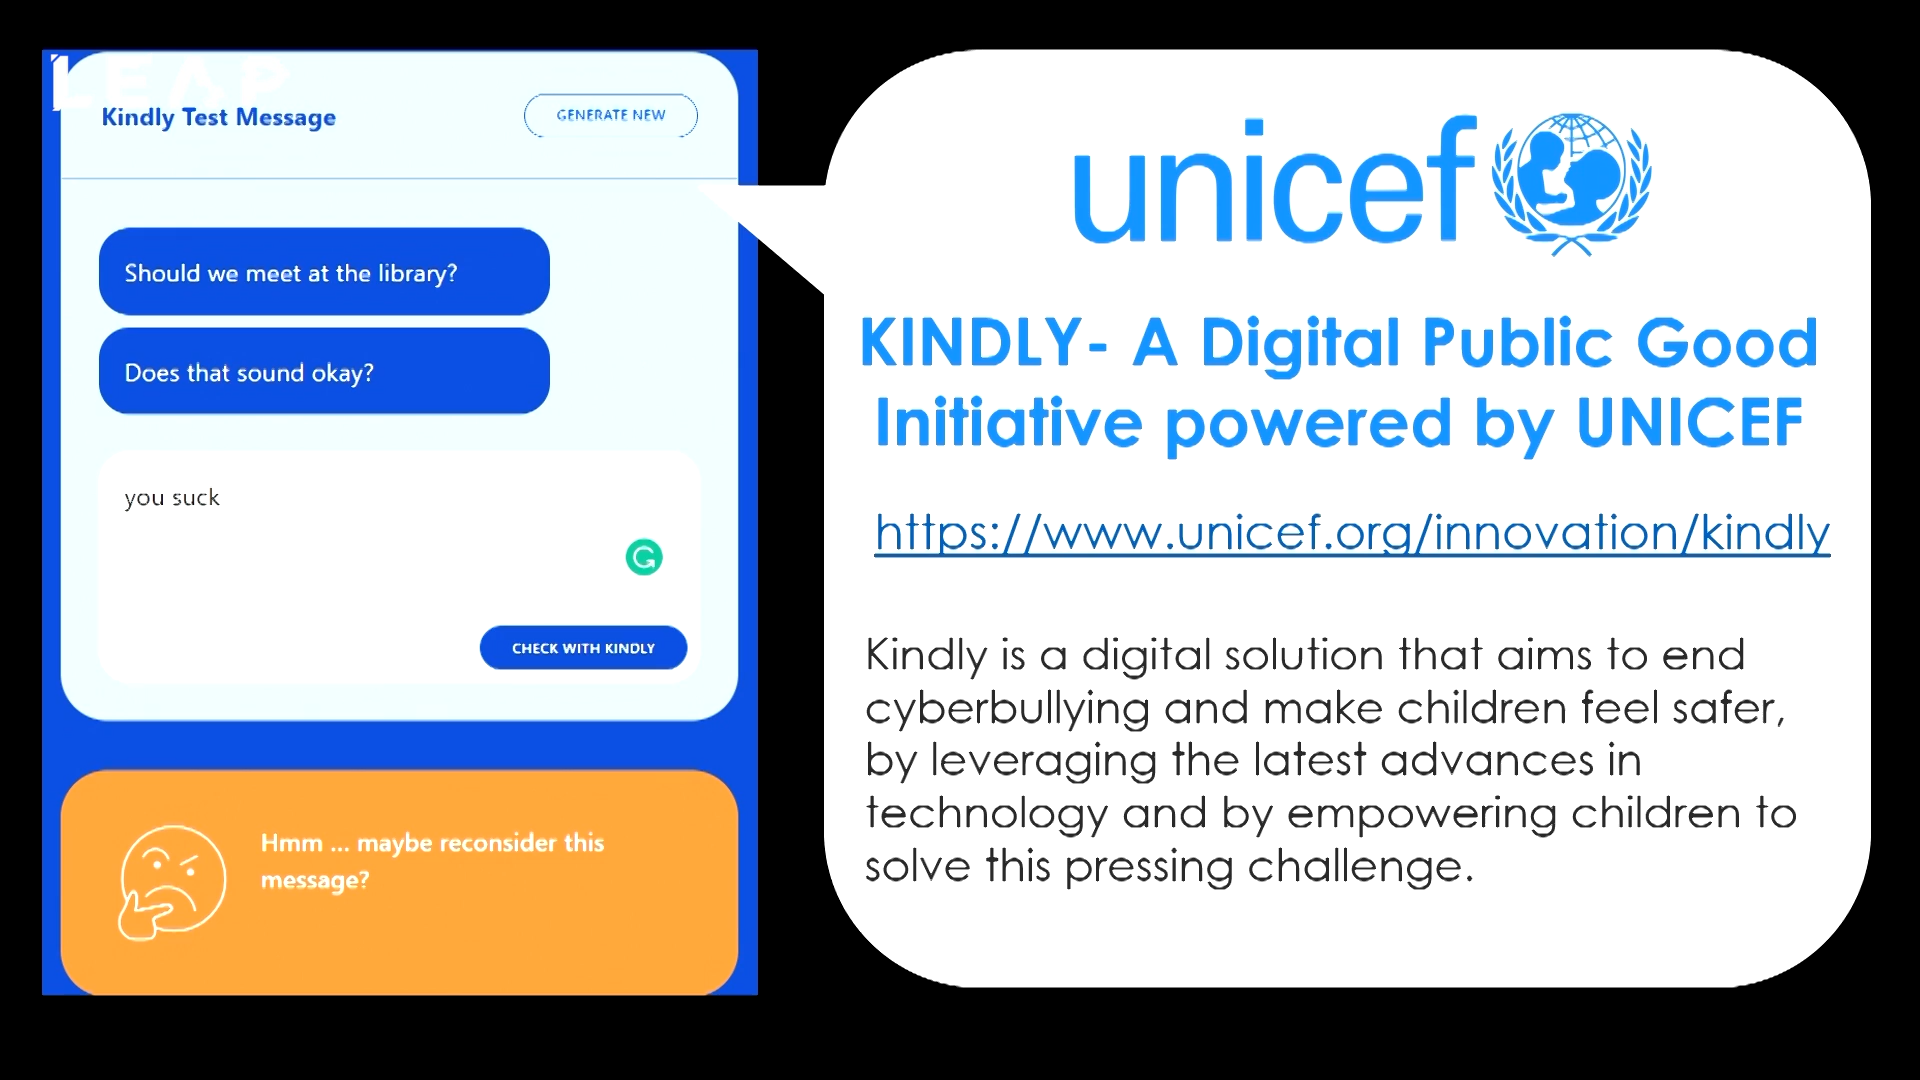 LEAP
Kindly Test Message
GENERATE NEW
Should we meet at the library?
Does that sound okay?
you suck
CHECK WITH KINDLY
Hmm ... maybe reconsider this
message?
unicef
KINDLY- A Digital Public Good
Initiative powered by UNICEF
https://www.unicef.org/innovation/kindly
Kindly is a digital solution that aims to end
cyberbullying and make children feel safer,
by leveraging the latest advances in
technology and by empowering children to
solve this pressing challenge.